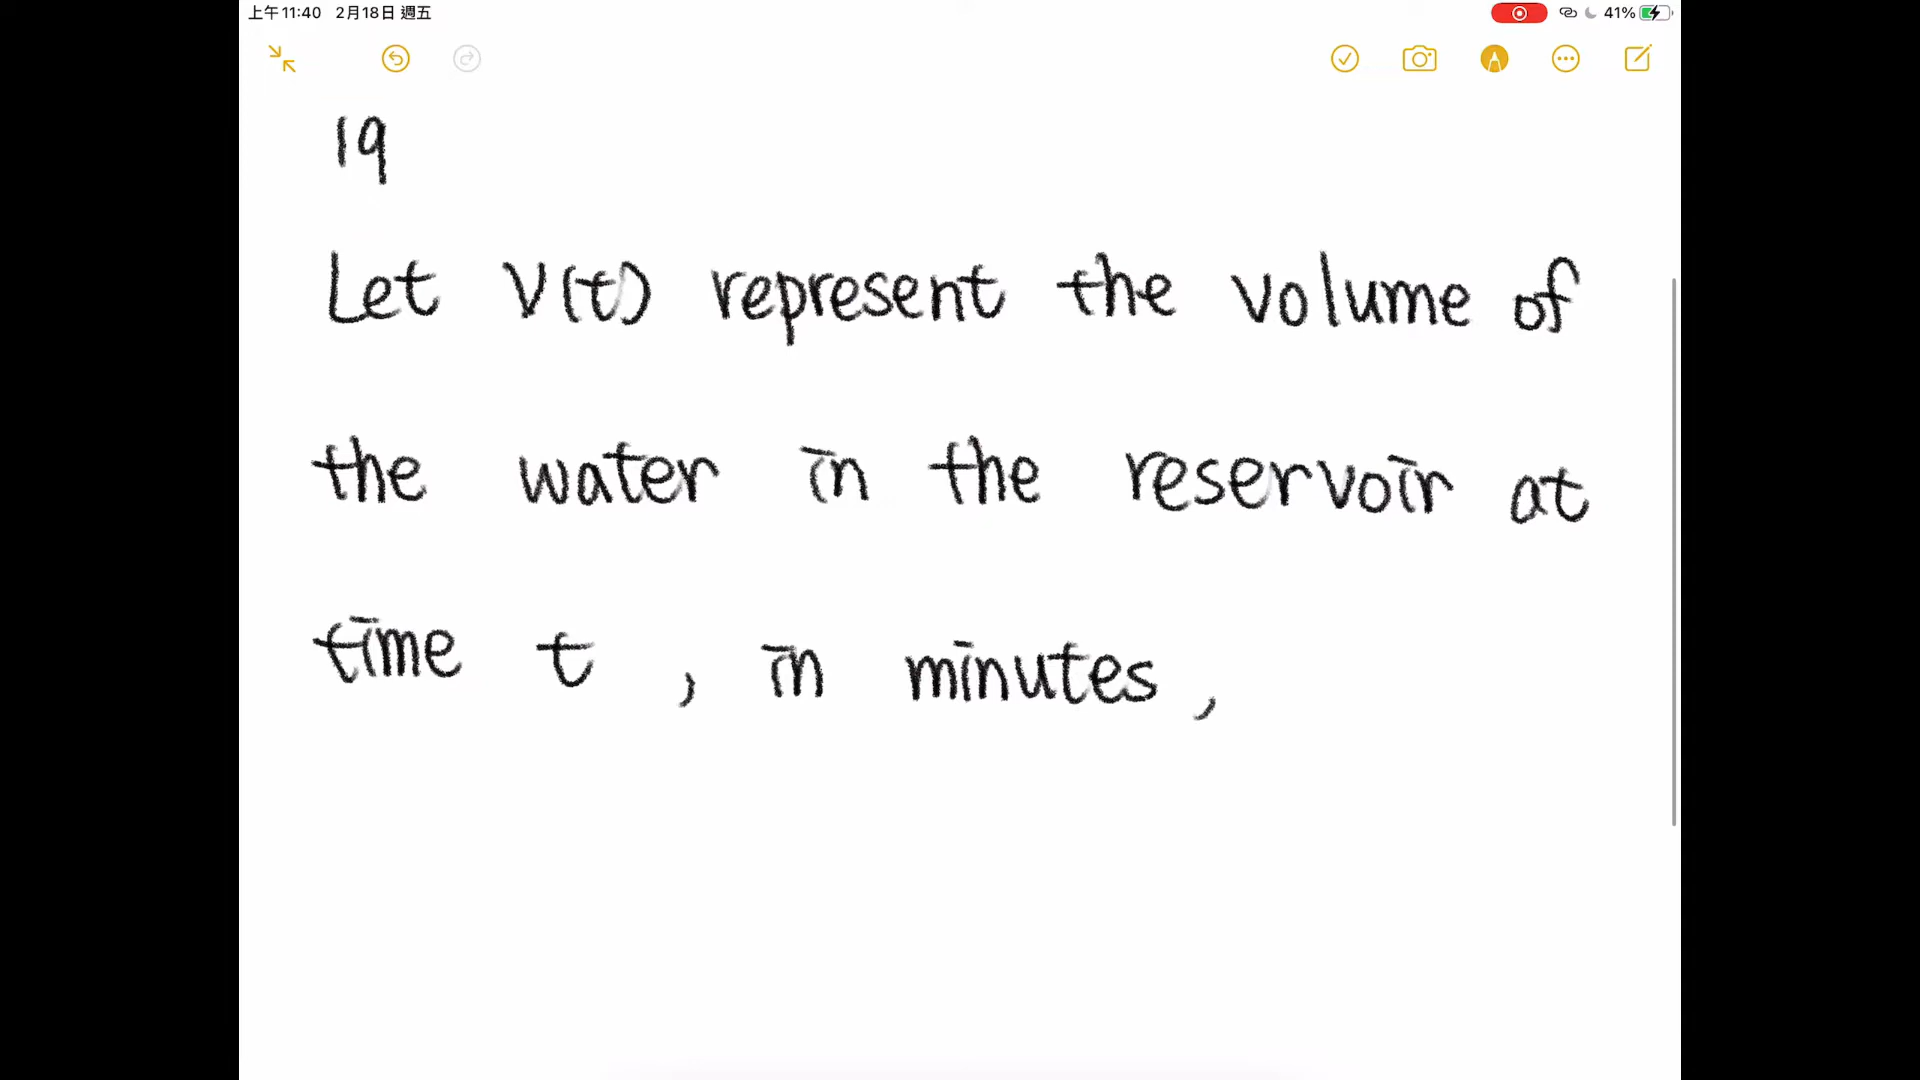 上午11:40 2月18日 週五
41%
19
Let V(t) represent the volume of
the water in the reservoir at
time t, in minutes,